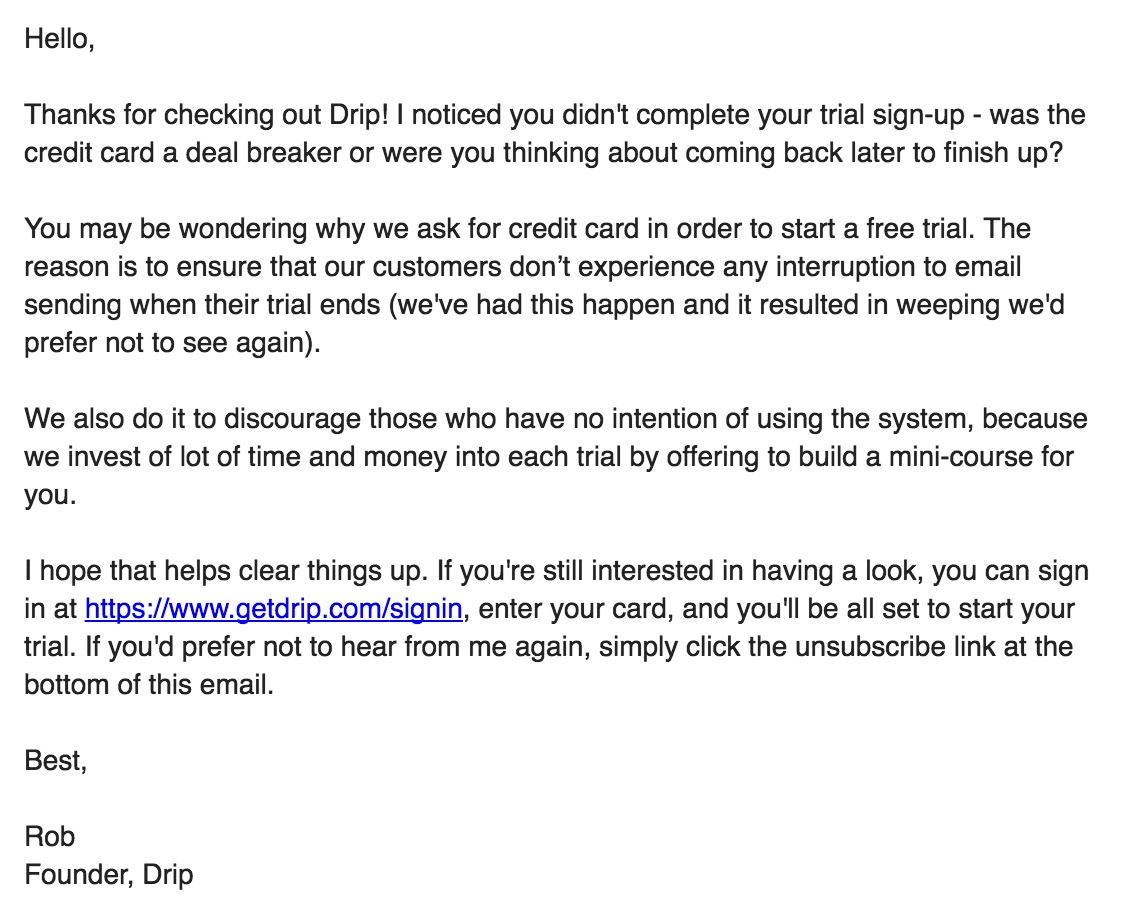 Hello,
Thanks for checking out Drip! I noticed you didn't complete your trial sign-up - was the
credit card a deal breaker or were you thinking about coming back later to finish up?
You may be wondering why we ask for credit card in order to start a free trial. The
reason is to ensure that our customers don’t experience any interruption to email
sending when their trial ends (we've had this happen and it resulted in weeping we'd
prefer not to see again).
We also do it to discourage those who have no intention of using the system, because
we invest of lot of time and money into each trial by offering to build a mini-course for
you.
I hope that helps clear things up. If you're still interested in having a look, you can sign
in at https://www.getdrip.com/signin, enter your card, and you'll be all set to start your
trial. If you'd prefer not to hear from me again, simply click the unsubscribe link at the
bottom of this email.
Best,
Rob
Founder, Drip